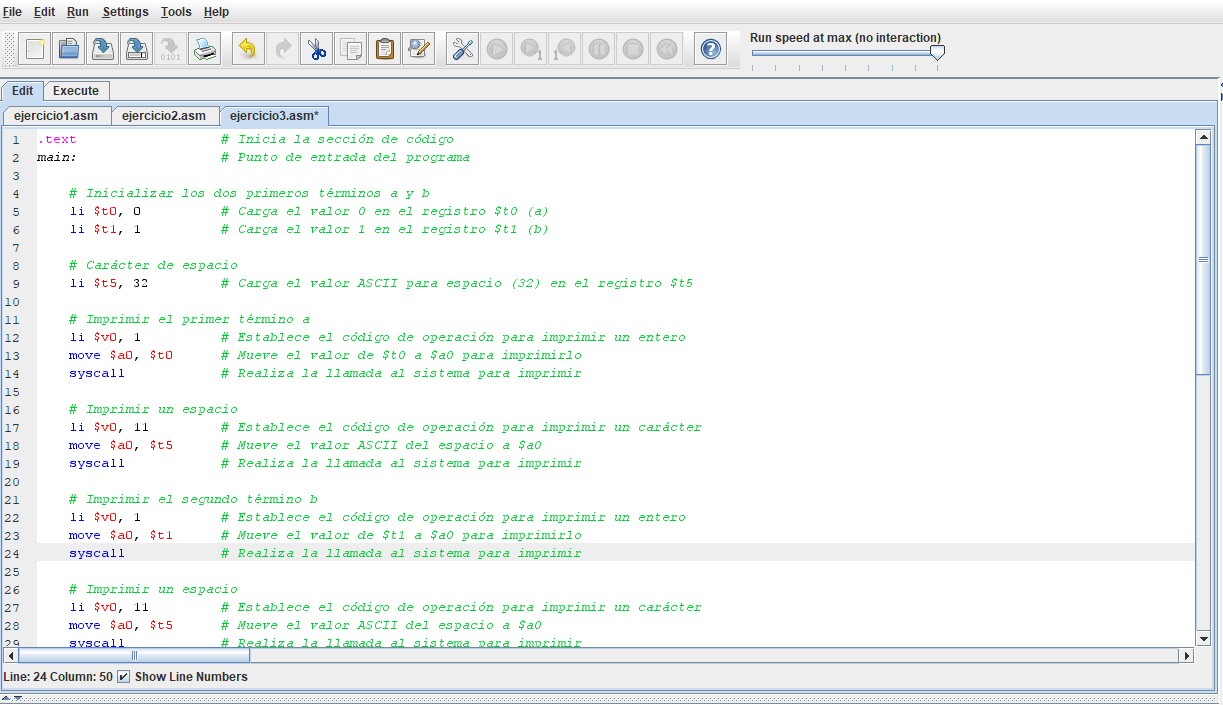 File Edit Run Settings Tools Help
0101
1
1
?
Run speed at max (no interaction)
Edit Execute
ejercicio1.asm ejercicio2.asm ejercicio3.asm*
1 .text # Inicia la sección de código
2 main: # Punto de entrada del programa
3
4 # Inicializar los dos primeros términos a y b
5 li $t0, 0 # Carga el valor 0 en el registro $t0 (a)
6 li $t1, 1 # Carga el valor 1 en el registro $t1 (b)
7
8 # Carácter de espacio
9 li $t5, 32 # Carga el valor ASCII para espacio (32) en el registro $t5
10
11 # Imprimir el primer término a
12 li $v0, 1 # Establece el código de operación para imprimir un entero
13 move $a0, $t0 # Mueve el valor de $t0 a $a0 para imprimirlo
14 syscall # Realiza la llamada al sistema para imprimir
15
16 # Imprimir un espacio
17 li $v0, 11 # Establece el código de operación para imprimir un carácter
18 move $a0, $t5 # Mueve el valor ASCII del espacio a $a0
19 syscall # Realiza la llamada al sistema para imprimir
20
21 # Imprimir el segundo término b
22 li $v0, 1 # Establece el código de operación para imprimir un entero
23 move $a0, $t1 # Mueve el valor de $t1 a $a0 para imprimirlo
24 syscall # Realiza la llamada al sistema para imprimir
25
26 # Imprimir un espacio
27 li $v0, 11 # Establece el código de operación para imprimir un carácter
28 move $a0, $t5 # Mueve el valor ASCII del espacio a $a0
29 syscall # Realiza la llamada al sistema para imprimir
Line: 24 Column: 50 Show Line Numbers